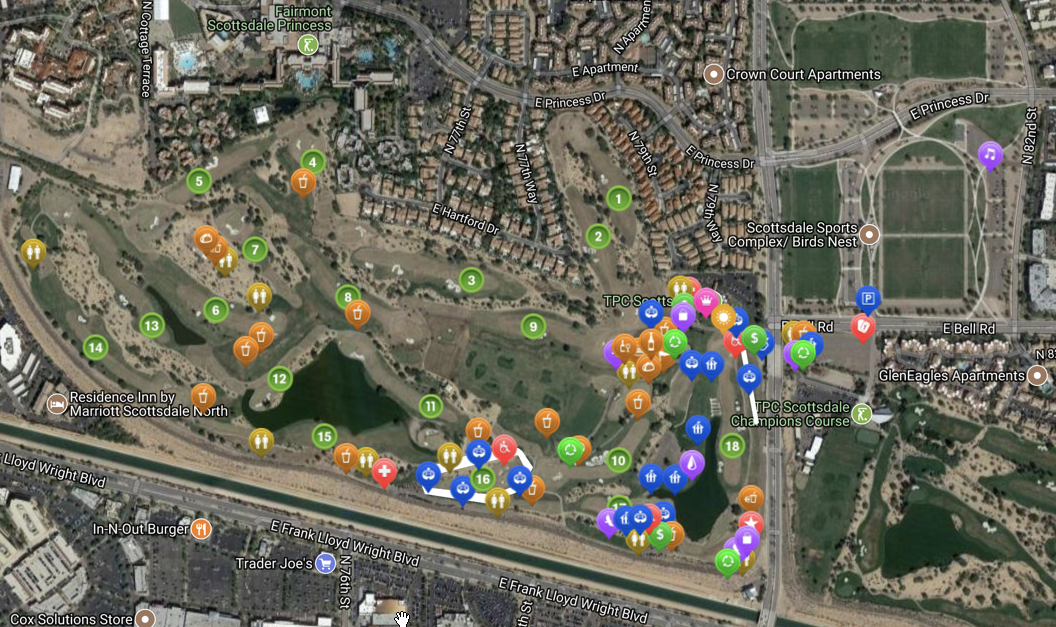 Fairmont
Scottsdale Princess
N Cottage Terrace
N Apartmen
E Apartment
Crown Court Apartments
E Princess Dr
E Princess Dr
N 82nd St
N 77th St
N 79th St
E Princess Dr
N 77th Way
4
5
1
N 79th Way
E Hartford Dr
2
Scottsdale Sports
Complex/ Birds Nest
7
3
8
TPC Scotts
P
6
13
9
$
Rd
E Bell Rd
14
N 82
12
GlenEagles Apartments
Residence Inn by
Marriott Scottsdale North
11
TPC Scottsdale
Champions Course
15
18
10
16
Lloyd Wright Blvd
In-N-Out Burger
E Frank Lloyd Wright Blvd
$
Trader Joe's
N 76th St
E Frank Lloyd Wright Blvd
th St
Cox Solutions Store